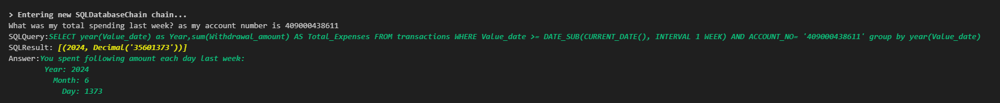 > Entering new SQLDatabaseChain chain...
What was my total spending last week? as my account number is 409000438611
SQLQuery:SELECT year(Value_date) as Year,sum(Withdrawal_amount) AS Total_Expenses FROM transactions WHERE Value_date >= DATE_SUB(CURRENT_DATE(), INTERVAL 1 WEEK) AND ACCOUNT_NO= '409000438611' group by year(Value_date)
SQLResult: [(2024, Decimal('35601373'))]
Answer:You spent following amount each day last week:
Year: 2024
Month: 6
Day: 1373